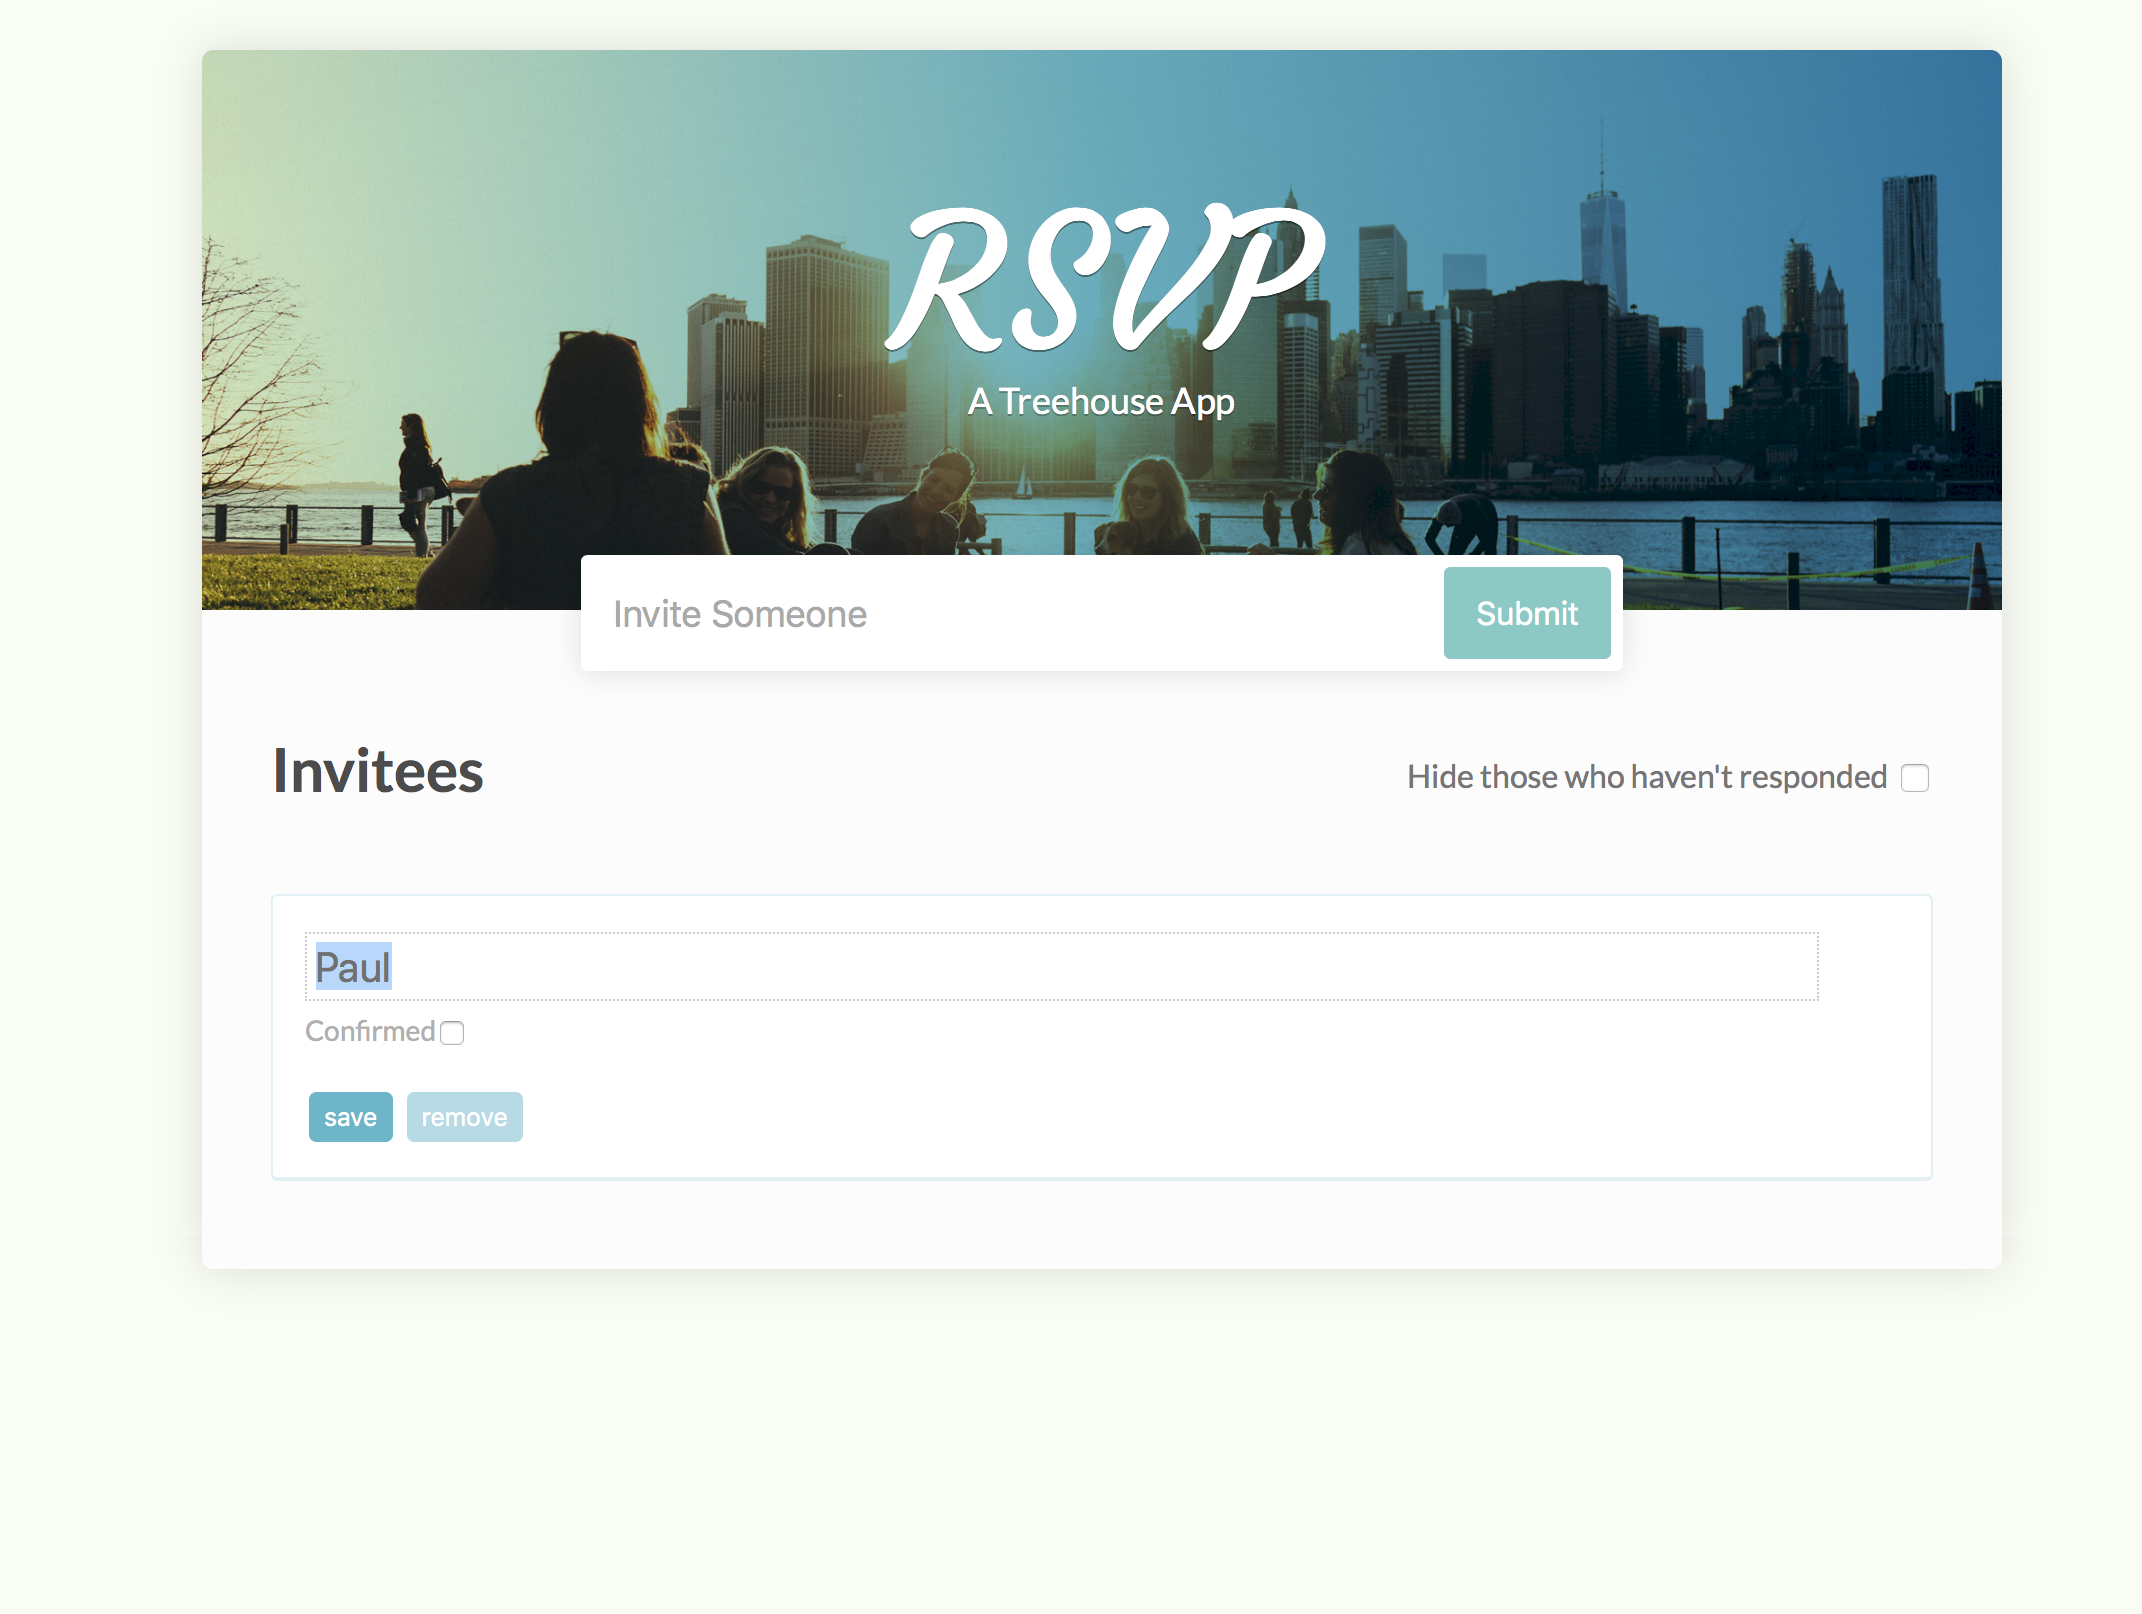 RSVP
A Treehouse App
Invite Someone
Submit
Invitees
Hide those who haven't responded
Paul
Confirmed
save
remove